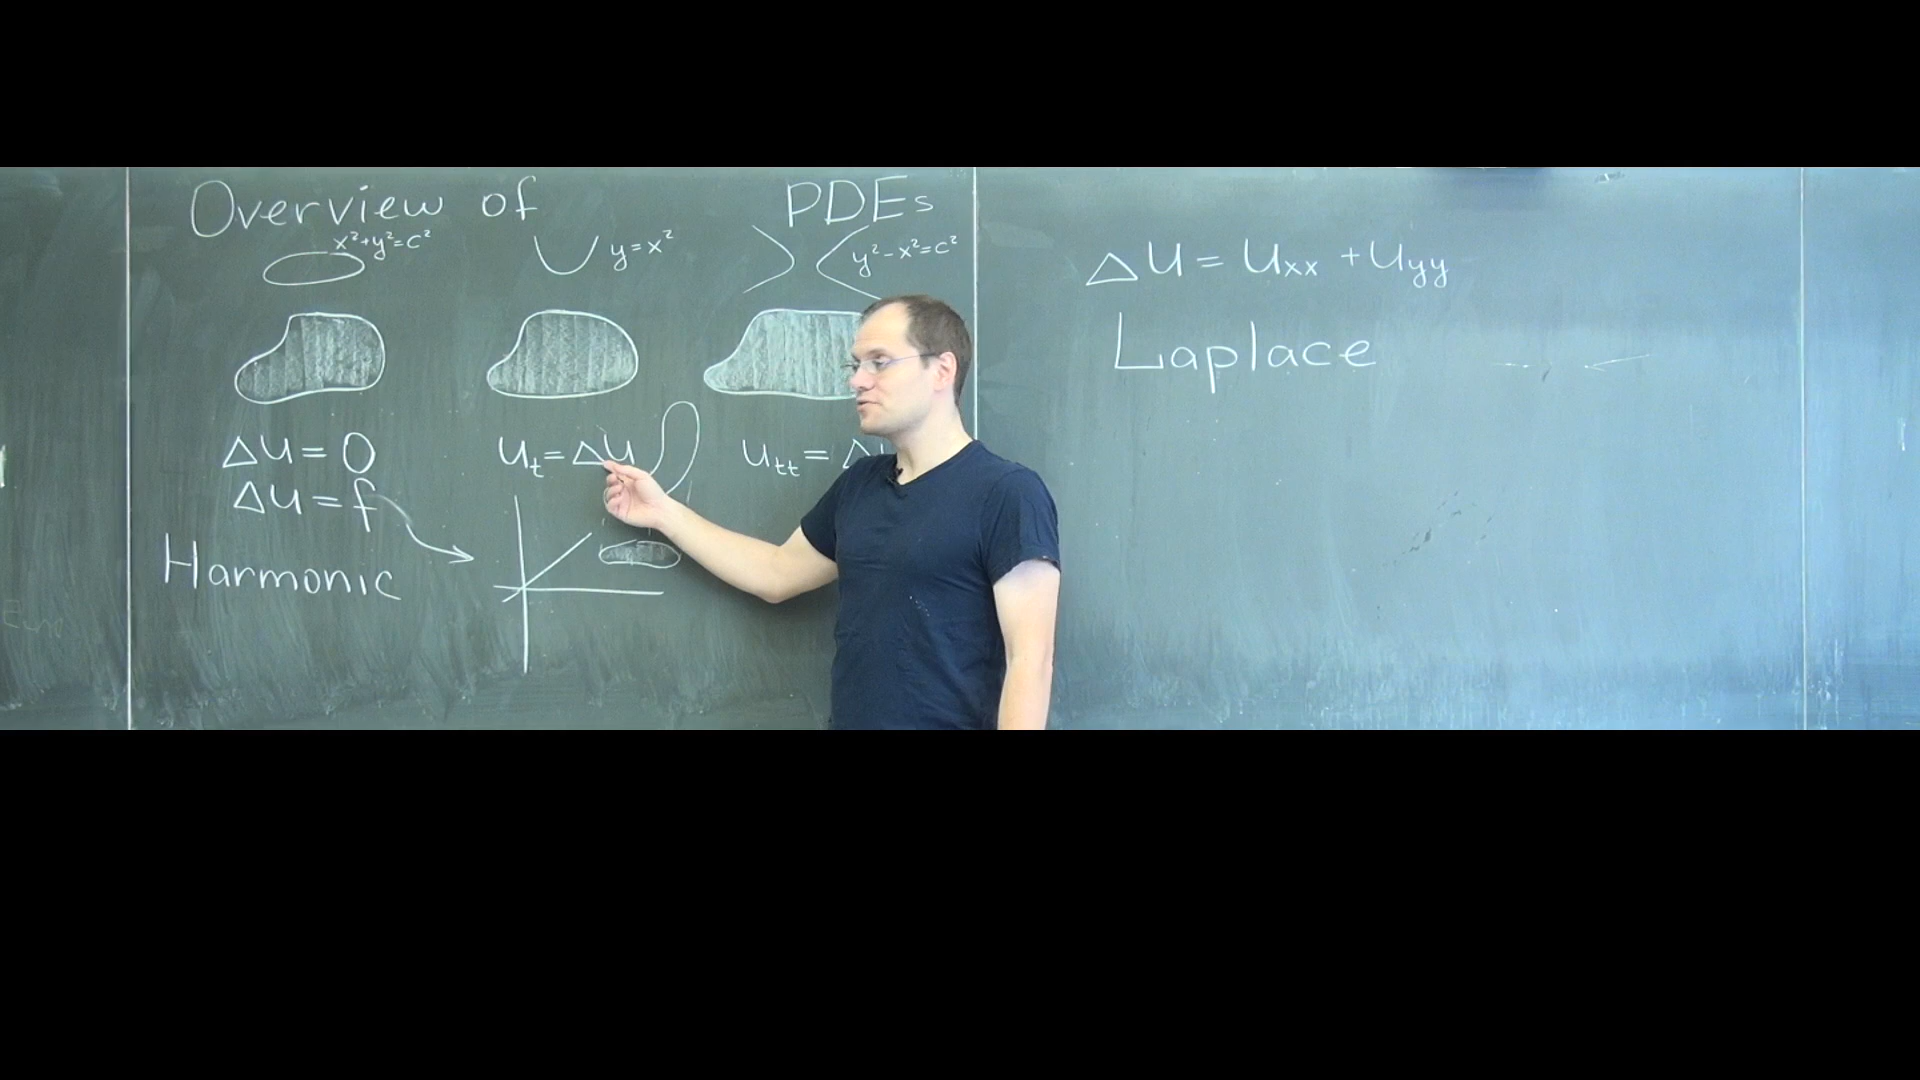 Overview of PDEs
x²+y²=c²
y=x²
y²-x²=c²
ΔU = Uxx + Uyy
Laplace
ΔU = 0
ΔU = f
Harmonic
Ut = ΔU
Utt = Δ